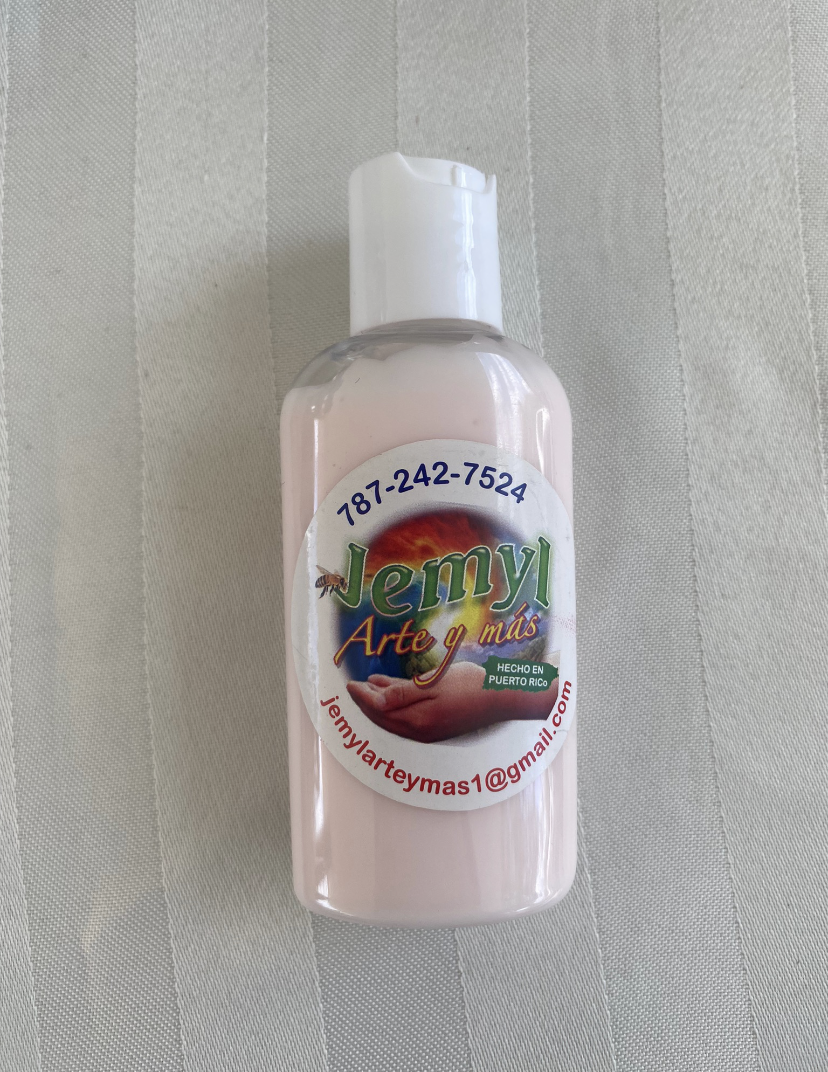 787-242-7524
Jemyl
Arte y más
HECHO EN
PUERTO RICo
jemylarteymas1@gmail.com